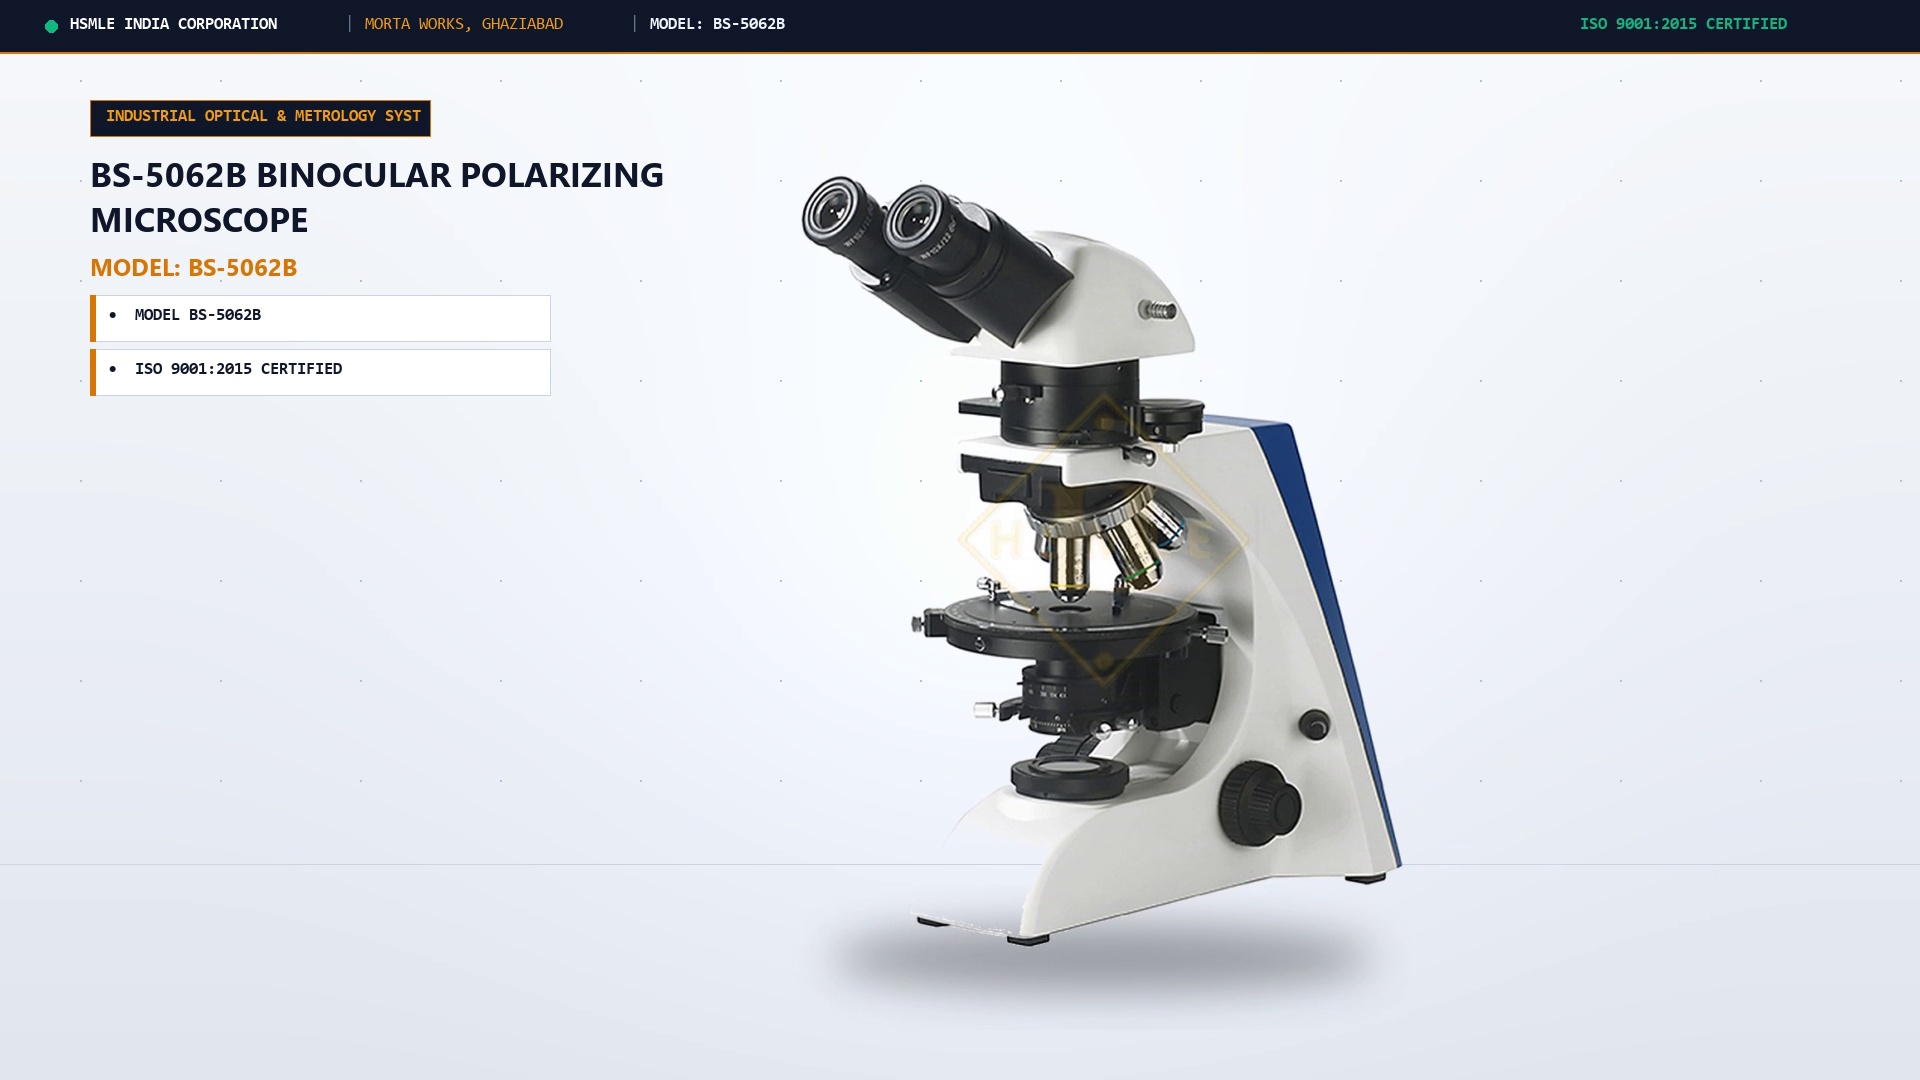 HSMLE INDIA CORPORATION
MORTA WORKS, GHAZIABAD
MODEL: BS-5062B
ISO 9001:2015 CERTIFIED
INDUSTRIAL OPTICAL & METROLOGY SYST
BS-5062B BINOCULAR POLARIZING
MICROSCOPE
MODEL: BS-5062B
• MODEL BS-5062B
• ISO 9001:2015 CERTIFIED